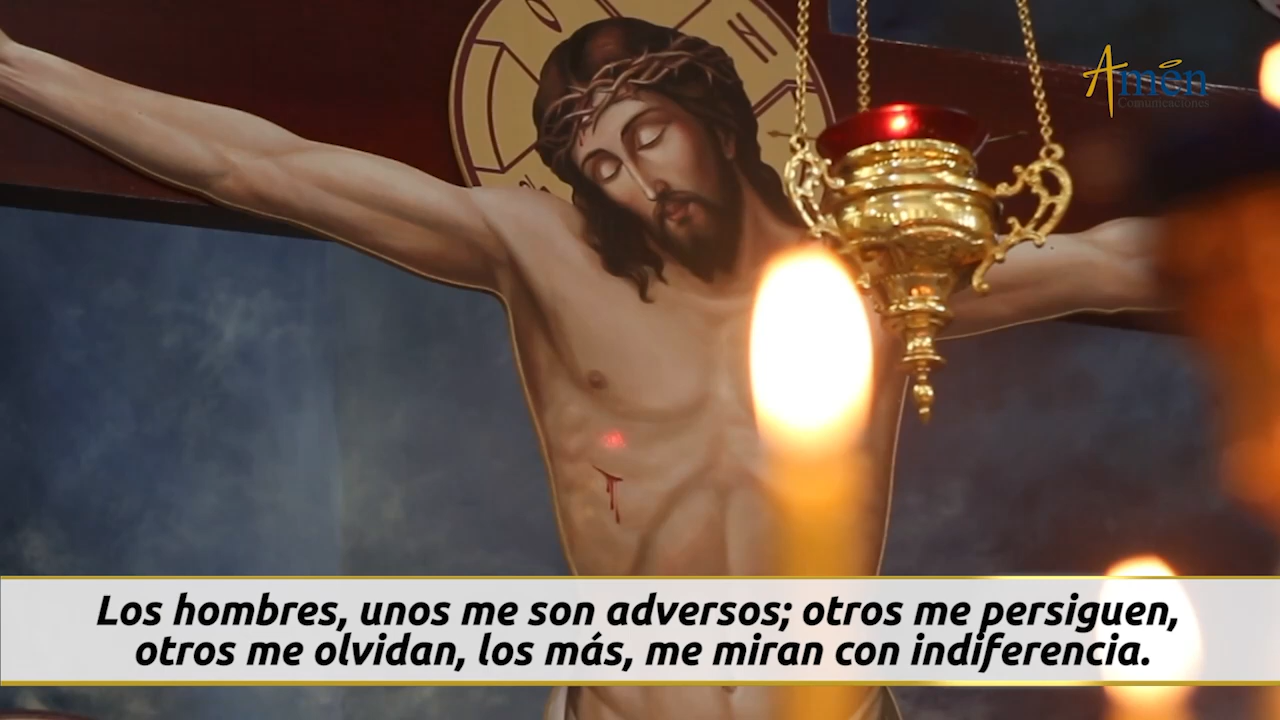 Amén
Comunicaciones
Los hombres, unos me son adversos; otros me persiguen,
otros me olvidan, los más, me miran con indiferencia.